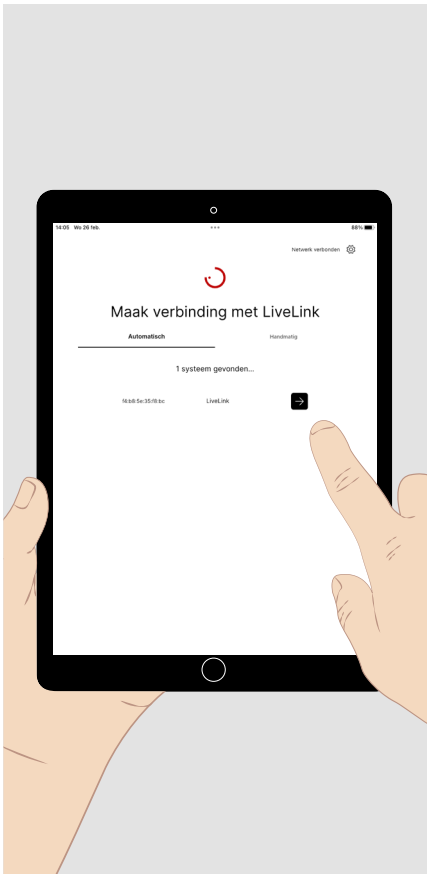 14:05 Wo 26 feb. 88%
Netwerk verbonden
Maak verbinding met LiveLink
Automatisch Handmatig
1 systeem gevonden...
LiveLink